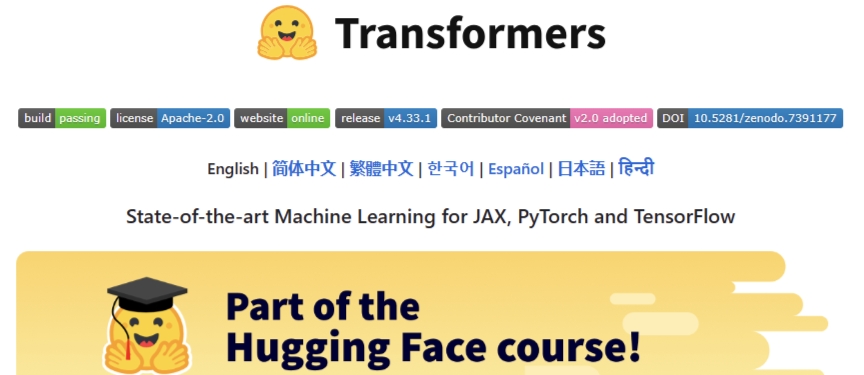 Transformers
build passing license Apache-2.0 website online release v4.33.1 Contributor Covenant v2.0 adopted DOI 10.5281/zenodo.7391177
English | 简体中文 | 繁體中文 | 한국어 | Español | 日本語 | हिन्दी
State-of-the-art Machine Learning for JAX, PyTorch and TensorFlow
Part of the
Hugging Face course!